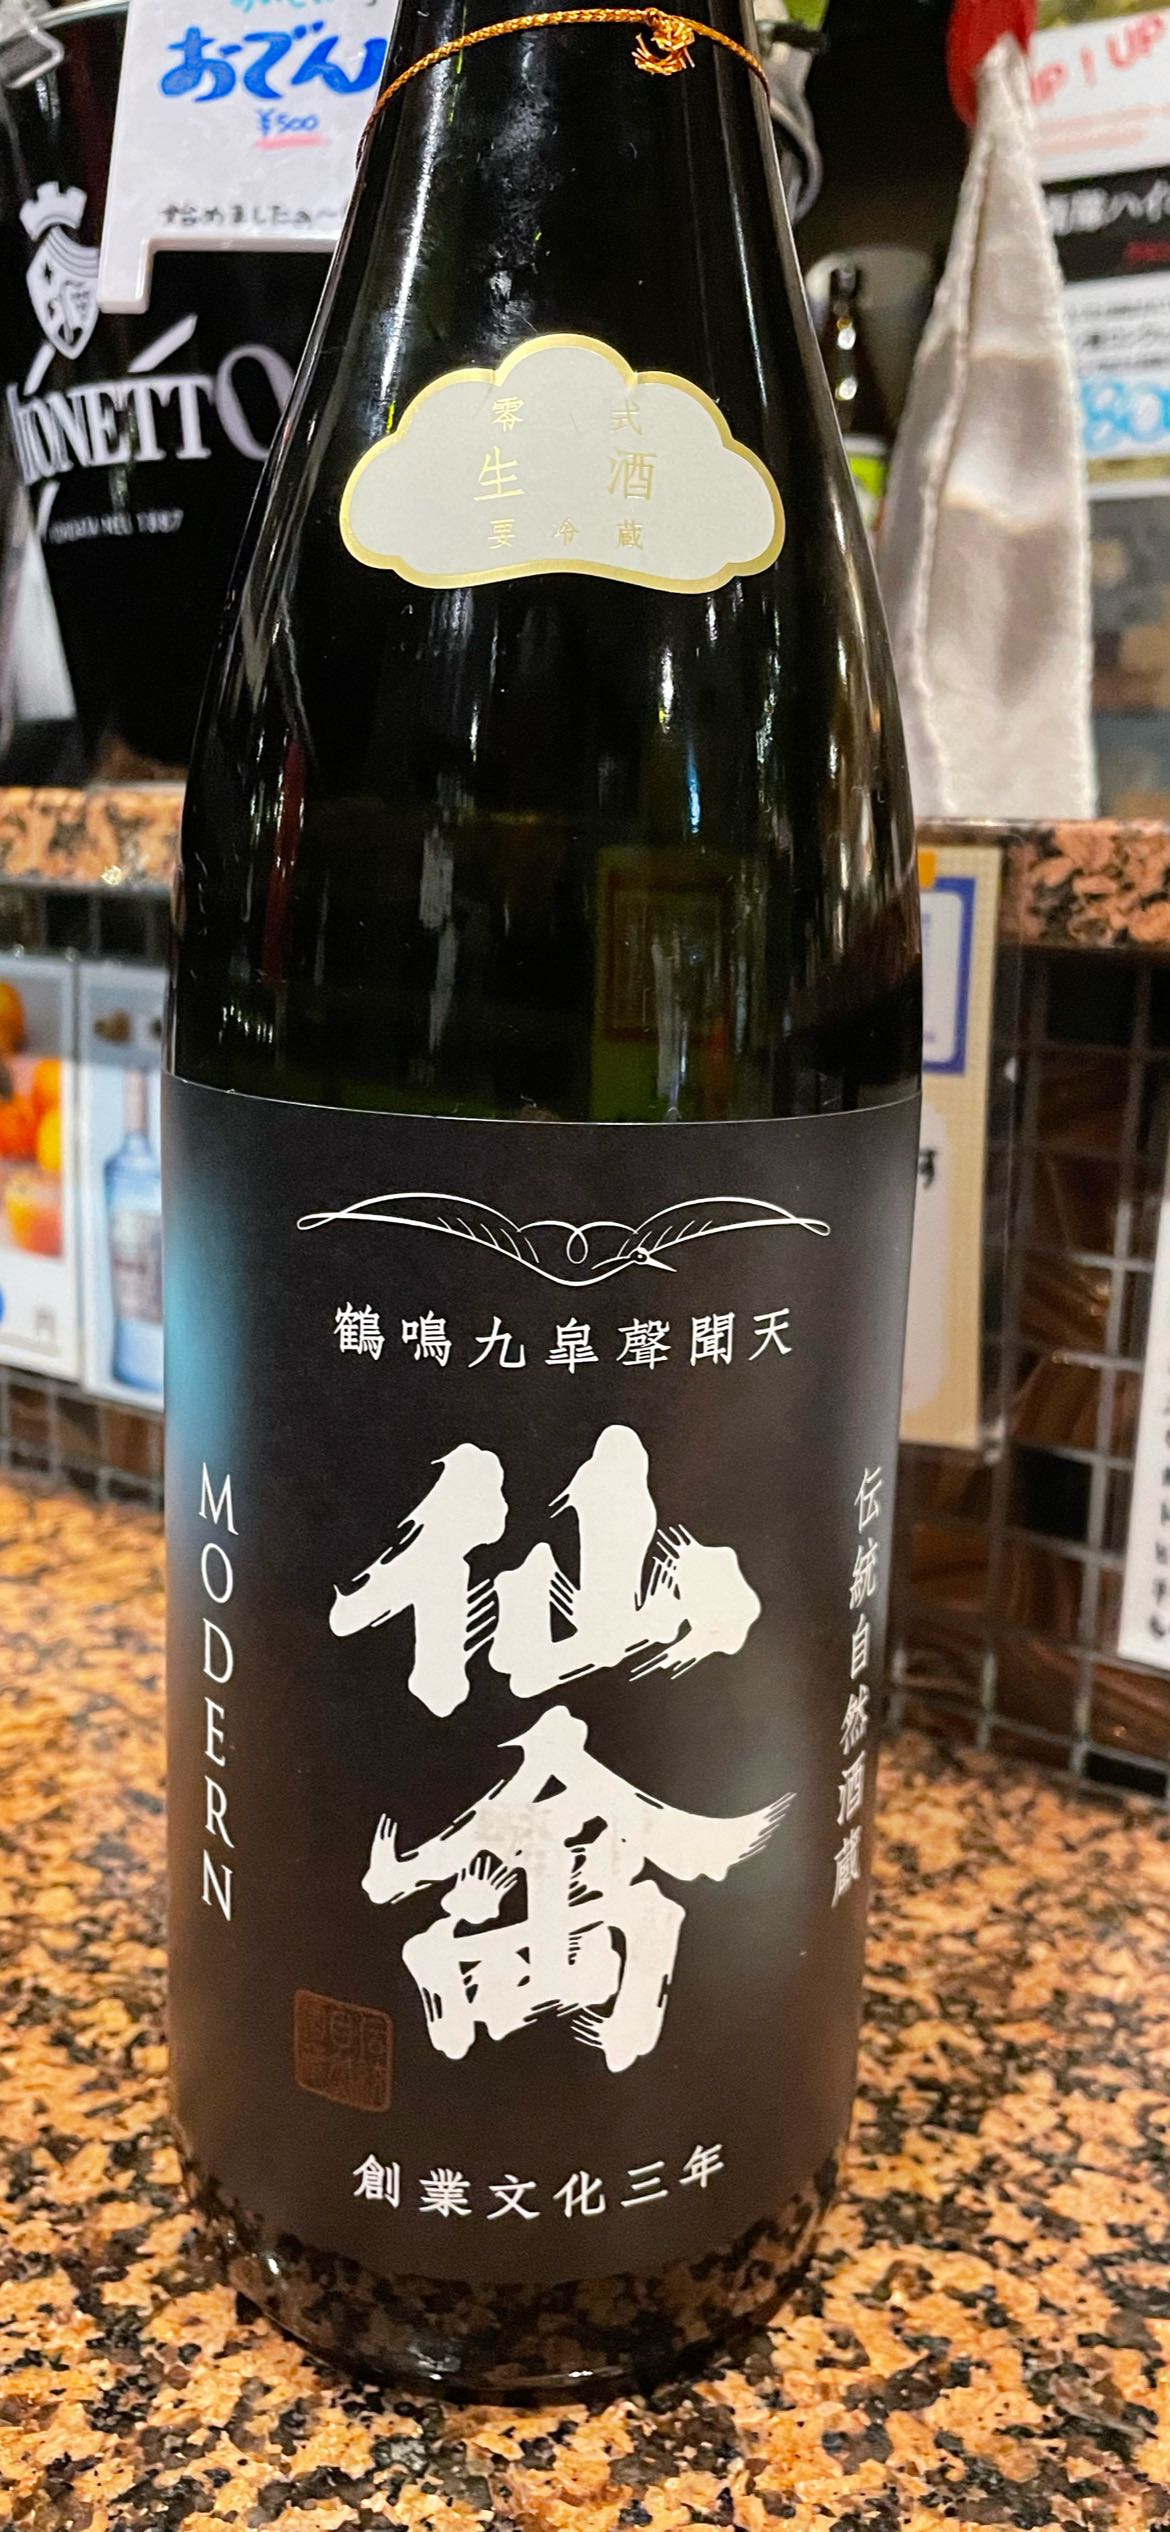 おでん
¥500
始めましたぁ～
IONETTO
零式
生酒
要冷蔵
鶴鳴九皐聲聞天
仙禽
MODERN
伝統自然酒蔵
創業文化三年